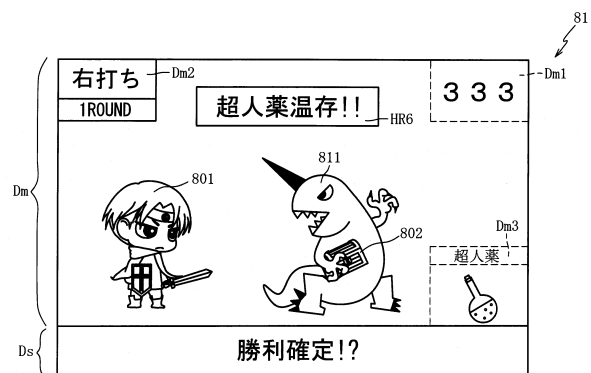 81
右打ち
Dm2
Dm1
1ROUND
超人薬温存!!
３３３
HR6
801
811
Dm
802
Dm3
超人薬
Ds
勝利確定!?